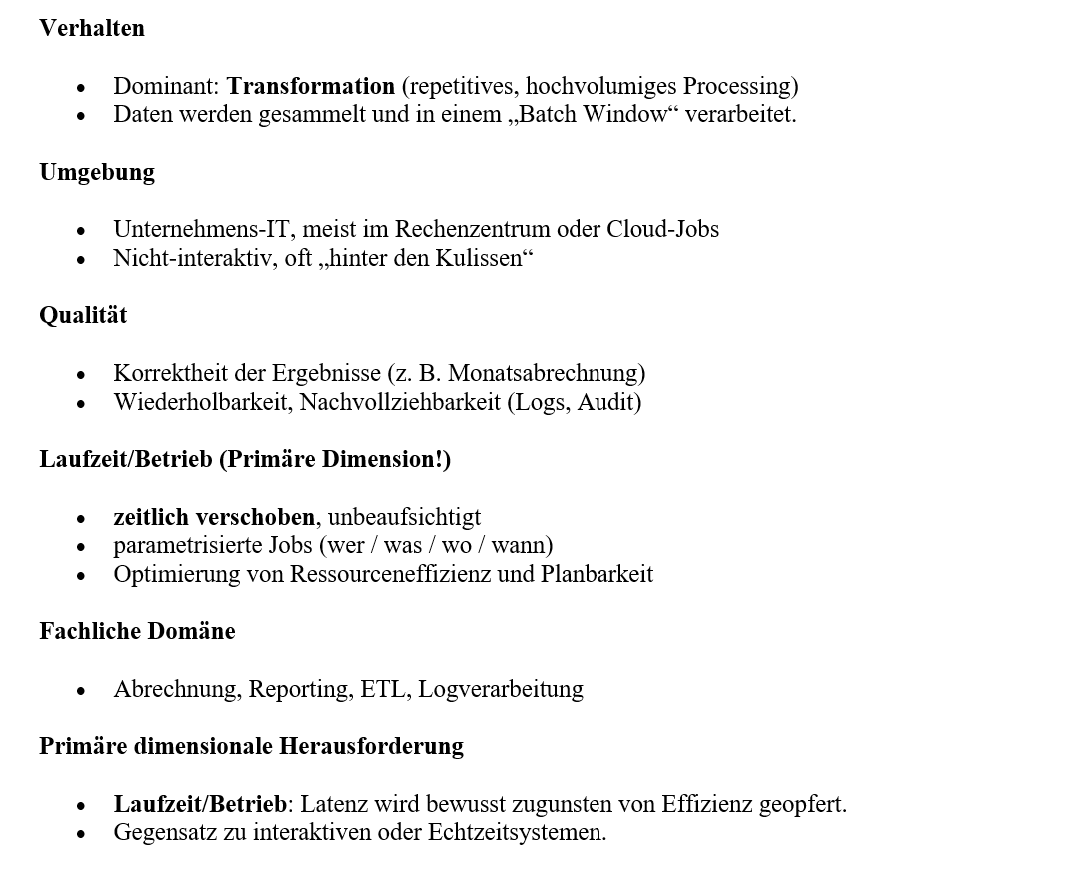 Verhalten
• Dominant: Transformation (repetitives, hochvolumiges Processing)
• Daten werden gesammelt und in einem „Batch Window“ verarbeitet.
Umgebung
• Unternehmens-IT, meist im Rechenzentrum oder Cloud-Jobs
• Nicht-interaktiv, oft „hinter den Kulissen“
Qualität
• Korrektheit der Ergebnisse (z. B. Monatsabrechnung)
• Wiederholbarkeit, Nachvollziehbarkeit (Logs, Audit)
Laufzeit/Betrieb (Primäre Dimension!)
• zeitlich verschoben, unbeaufsichtigt
• parametrisierte Jobs (wer / was / wo / wann)
• Optimierung von Ressourceneffizienz und Planbarkeit
Fachliche Domäne
• Abrechnung, Reporting, ETL, Logverarbeitung
Primäre dimensionale Herausforderung
• Laufzeit/Betrieb: Latenz wird bewusst zugunsten von Effizienz geopfert.
• Gegensatz zu interaktiven oder Echtzeitsystemen.